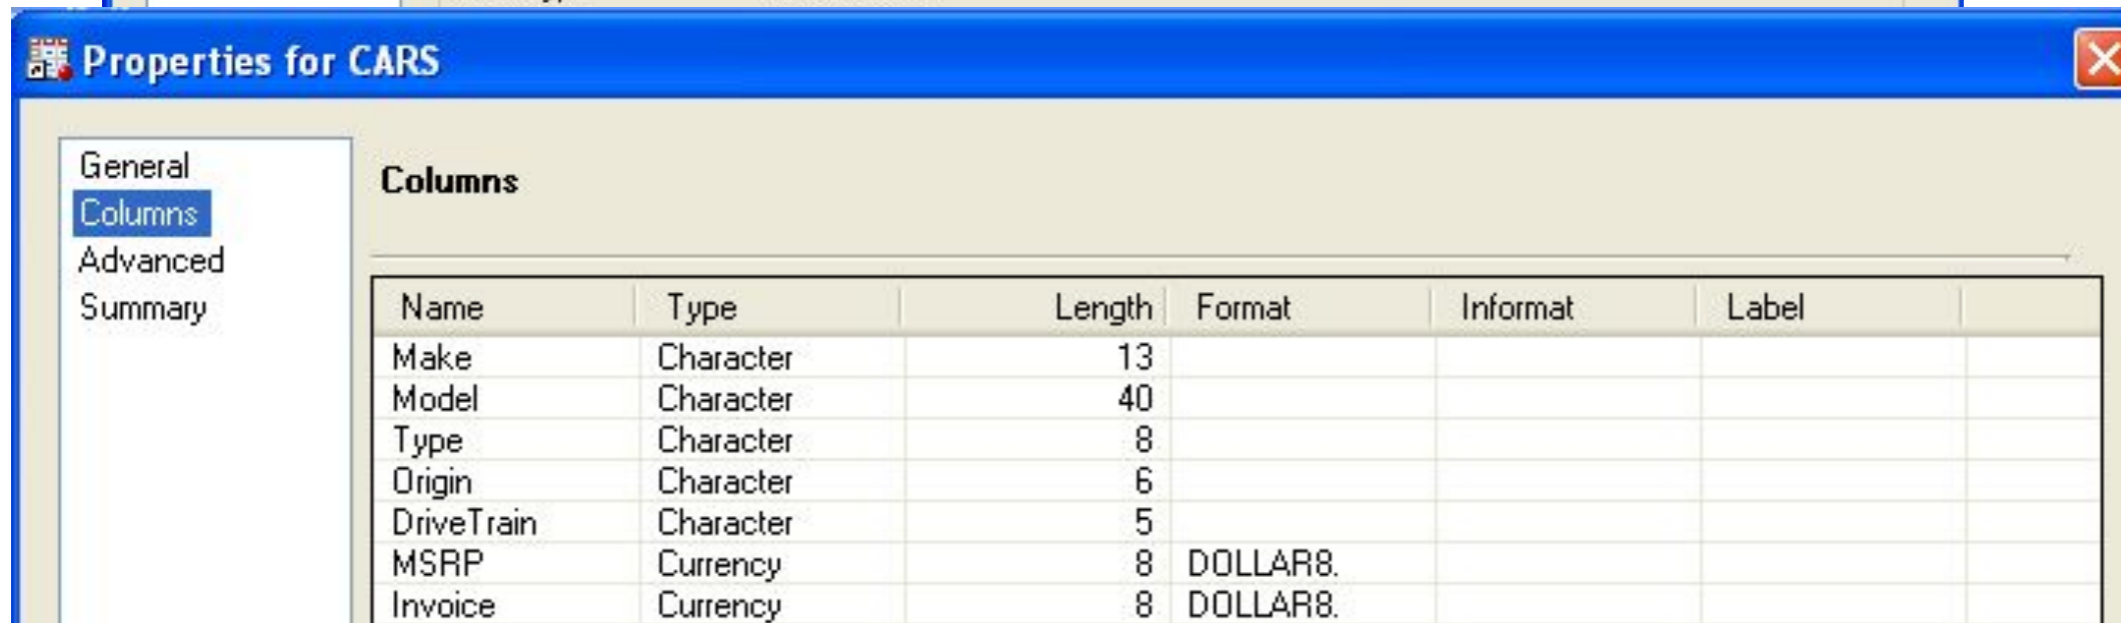 Properties for CARS
General
Columns
Advanced
Summary
Columns
Name Type Length Format Informat Label
Make Character 13
Model Character 40
Type Character 8
Origin Character 6
DriveTrain Character 5
MSRP Currency 8 DOLLAR8.
Invoice Currency 8 DOLLAR8.